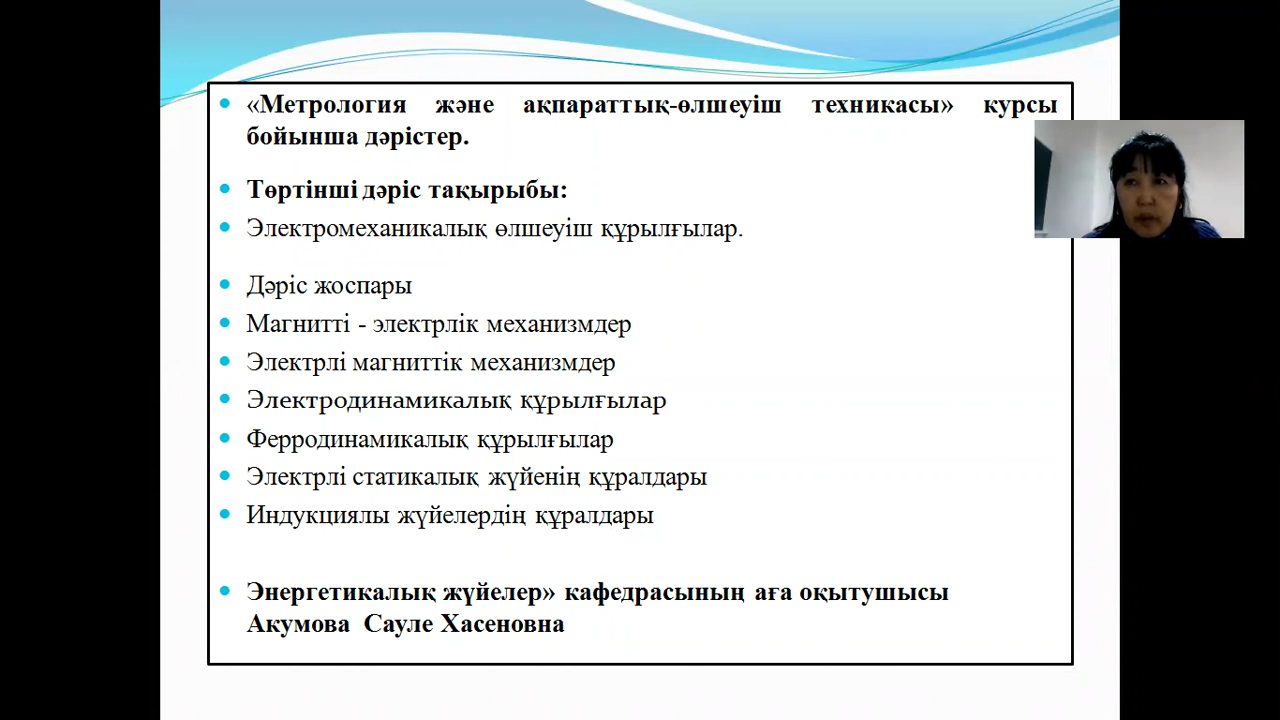 «Метрология және ақпараттық-өлшеуіш техникасы» курсы
бойынша дәрістер.
Төртінші дәріс тақырыбы:
Электромеханикалық өлшеуіш құрылғылар.
Дәріс жоспары
Магнитті - электрлік механизмдер
Электрлі магниттік механизмдер
Электродинамикалық құрылғылар
Ферродинамикалық құрылғылар
Электрлі статикалық жүйенің құралдары
Индукциялы жүйелердің құралдары
Энергетикалық жүйелер» кафедрасының аға оқытушысы
Акумова Сауле Хасеновна